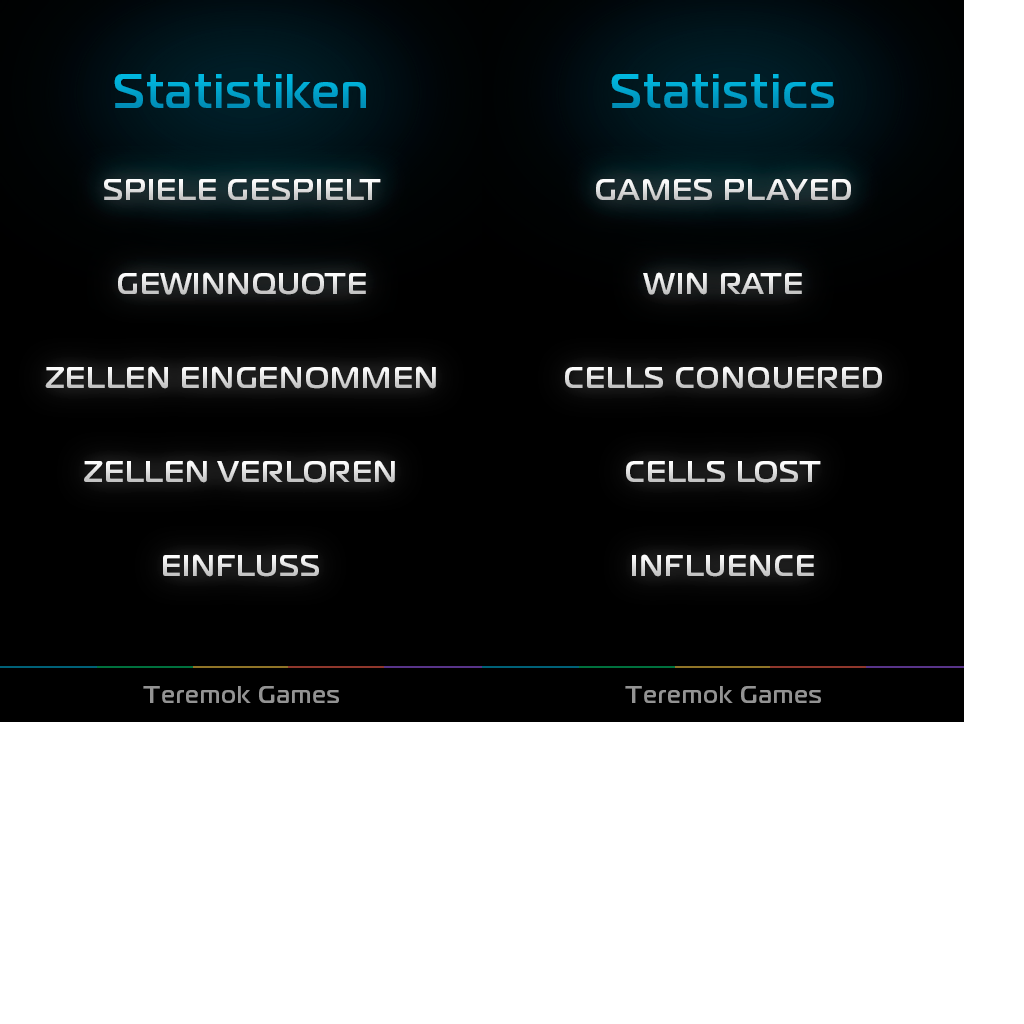 Statistiken
SPIELE GESPIELT
GEWINNQUOTE
ZELLEN EINGENOMMEN
ZELLEN VERLOREN
EINFLUSS
Teremok Games
Statistics
GAMES PLAYED
WIN RATE
CELLS CONQUERED
CELLS LOST
INFLUENCE
Teremok Games